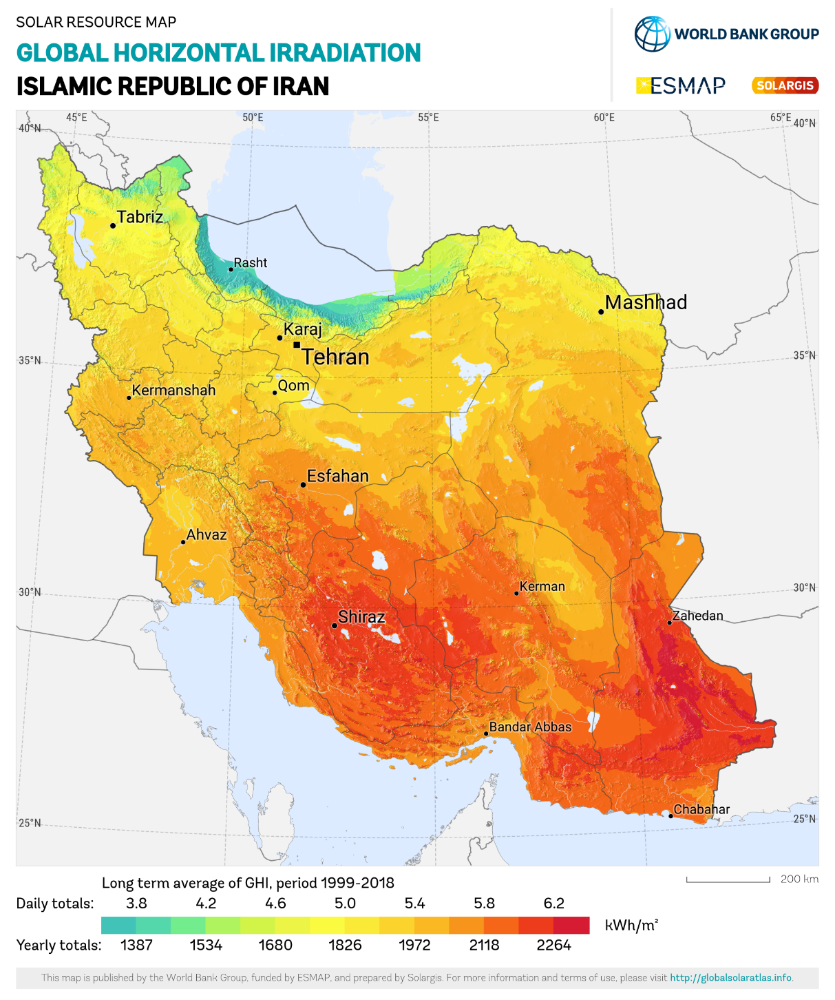 SOLAR RESOURCE MAP
GLOBAL HORIZONTAL IRRADIATION
ISLAMIC REPUBLIC OF IRAN
WORLD BANK GROUP
ESMAP
SOLARGIS
45°E 50°E 55°E 60°E 65°E
40°N 40°N
Tabriz
Rasht
Mashhad
Karaj
Tehran
35°N 35°N
Qom
Kermanshah
Esfahan
Ahvaz
Kerman
30°N 30°N
Shiraz
Zahedan
Bandar Abbas
Chabahar
25°N 25°N
Long term average of GHI, period 1999-2018
200 km
Daily totals: 3.8 4.2 4.6 5.0 5.4 5.8 6.2
kWh/m²
Yearly totals: 1387 1534 1680 1826 1972 2118 2264
This map is published by the World Bank Group, funded by ESMAP, and prepared by Solargis. For more information and terms of use, please visit http://globalsolaratlas.info.